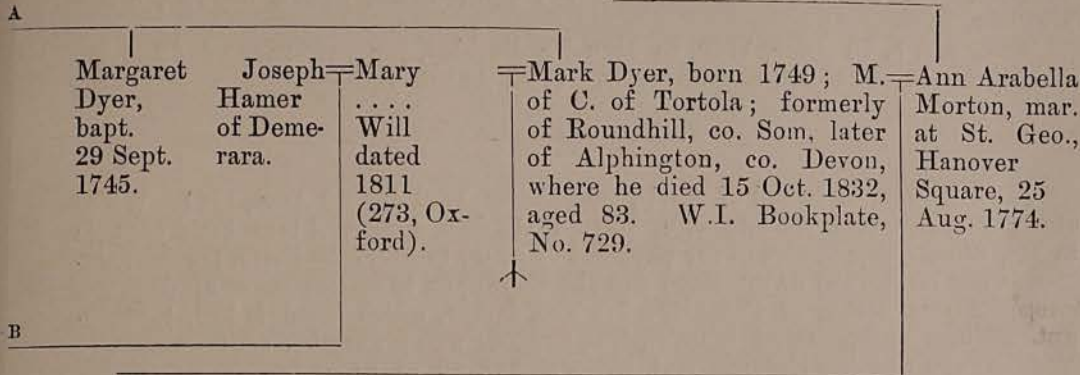 A
Margaret
Dyer,
bapt.
29 Sept.
1745.
Joseph
Hamer
of Deme-
rara.
Mary
. . . .
Will
dated
1811
(273, Ox-
ford).
Mark Dyer, born 1749 ; M.
of C. of Tortola ; formerly
of Roundhill, co. Som, later
of Alphington, co. Devon,
where he died 15 Oct. 1832,
aged 83. W.I. Bookplate,
No. 729.
Ann Arabella
Morton, mar.
at St. Geo.,
Hanover
Square, 25
Aug. 1774.
B